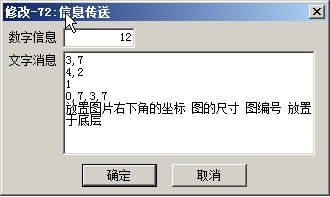 修改-72:信息传送
数字信息 12
文字消息
3,7
4,2
1
0,7,3,7
放置图片右下角的坐标 图的尺寸 图编号 放置
于底层
确定 取消